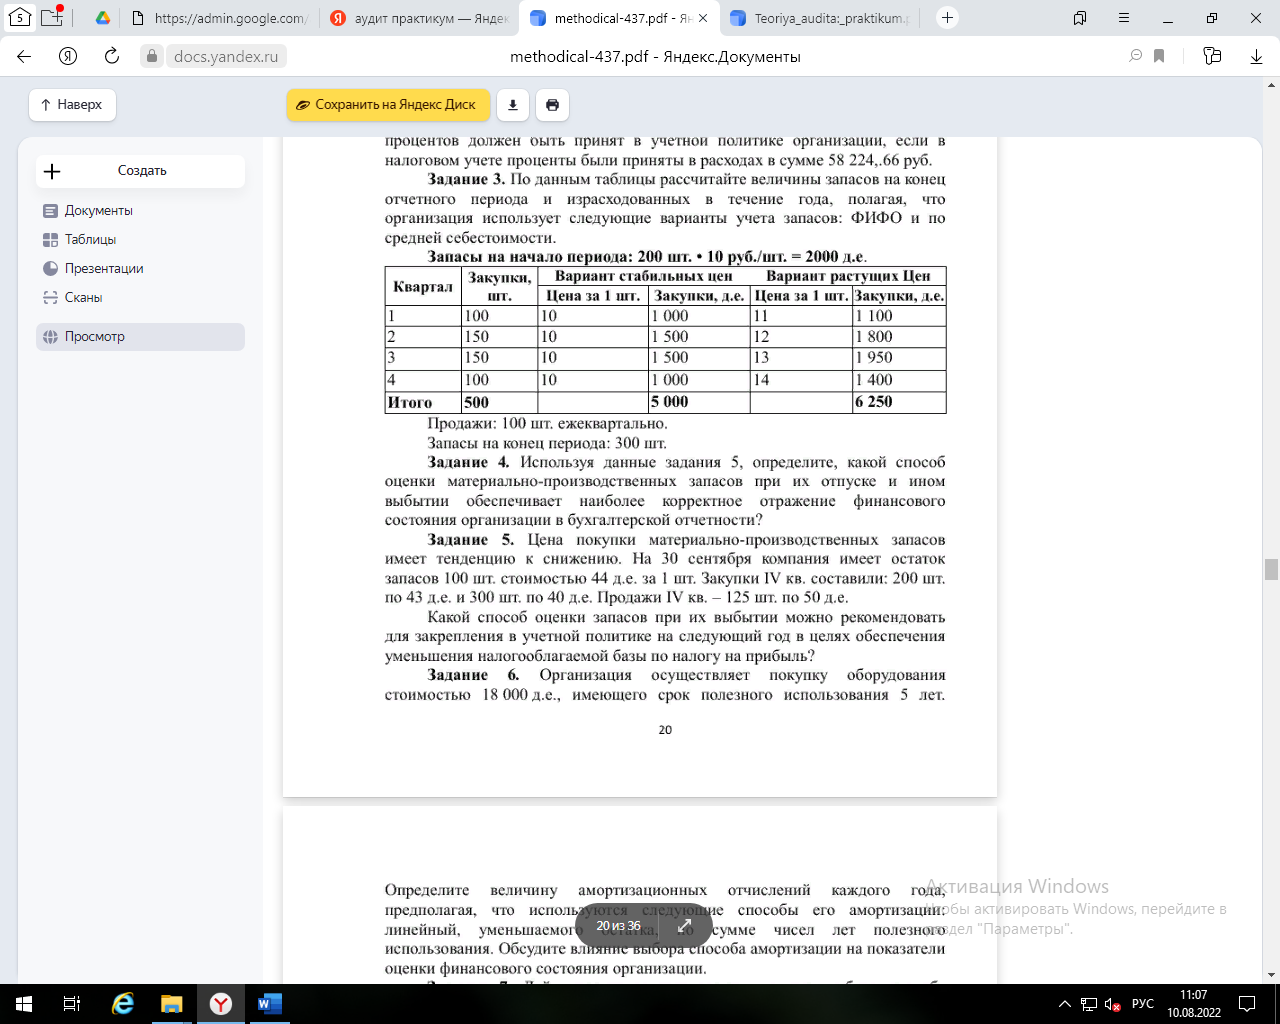 5
https://admin.google.com/
аудит практикум — Яндек
methodical-437.pdf - Ян
Teoriya_audita:_praktikum.p
docs.yandex.ru
methodical-437.pdf - Яндекс.Документы
Наверх
Сохранить на Яндекс Диск
Создать
Документы
Таблицы
Презентации
Сканы
Просмотр
процентов должен быть принят в учетной политике организации, если в
налоговом учете проценты были приняты в расходах в сумме 58 224,.66 руб.
Задание 3. По данным таблицы рассчитайте величины запасов на конец
отчетного периода и израсходованных в течение года, полагая, что
организация использует следующие варианты учета запасов: ФИФО и по
средней себестоимости.
Запасы на начало периода: 200 шт. • 10 руб./шт. = 2000 д.е.
Квартал Закупки, шт. Вариант стабильных цен Вариант растущих Цен
Цена за 1 шт. Закупки, д.е. Цена за 1 шт. Закупки, д.е.
1 100 10 1 000 11 1 100
2 150 10 1 500 12 1 800
3 150 10 1 500 13 1 950
4 100 10 1 000 14 1 400
Итого 500 5 000 6 250
Продажи: 100 шт. ежеквартально.
Запасы на конец периода: 300 шт.
Задание 4. Используя данные задания 5, определите, какой способ
оценки материально-производственных запасов при их отпуске и ином
выбытии обеспечивает наиболее корректное отражение финансового
состояния организации в бухгалтерской отчетности?
Задание 5. Цена покупки материально-производственных запасов
имеет тенденцию к снижению. На 30 сентября компания имеет остаток
запасов 100 шт. стоимостью 44 д.е. за 1 шт. Закупки IV кв. составили: 200 шт.
по 43 д.е. и 300 шт. по 40 д.е. Продажи IV кв. – 125 шт. по 50 д.е.
Какой способ оценки запасов при их выбытии можно рекомендовать
для закрепления в учетной политике на следующий год в целях обеспечения
уменьшения налогооблагаемой базы по налогу на прибыль?
Задание 6. Организация осуществляет покупку оборудования
стоимостью 18 000 д.е., имеющего срок полезного использования 5 лет.
20
Определите величину амортизационных отчислений каждого года,
предполагая, что используются следующие способы его амортизации:
линейный, уменьшаемого остатка, по сумме чисел лет полезного
использования. Обсудите влияние выбора способа амортизации на показатели
оценки финансового состояния организации.
20 из 36
Активация Windows
Чтобы активировать Windows, перейдите в
раздел "Параметры".
РУС
11:07
10.08.2022